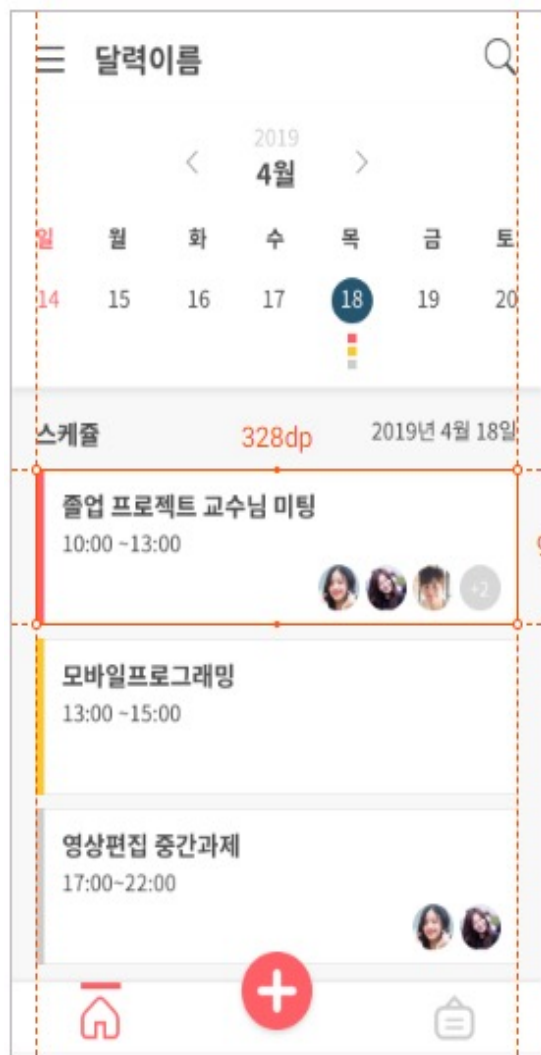 달력이름
2019
4월
일 월 화 수 목 금 토
14 15 16 17 18 19 20
스케쥴 328dp 2019년 4월 18일
졸업 프로젝트 교수님 미팅
10:00 ~13:00
+2
모바일프로그래밍
13:00 ~15:00
영상편집 중간과제
17:00~22:00